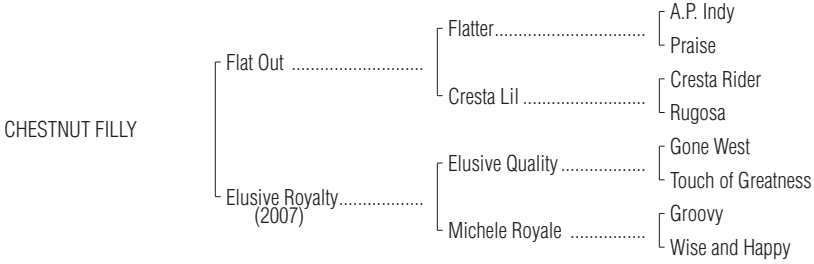 A.P. Indy
Flatter................................
Praise
Flat Out ............................
Cresta Rider
Cresta Lil ..........................
Rugosa
CHESTNUT FILLY
Gone West
Elusive Quality ..................
Touch of Greatness
Elusive Royalty..................
(2007)
Groovy
Michele Royale ................
Wise and Happy